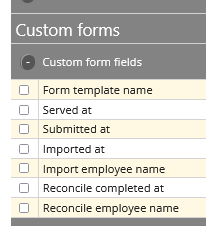 Custom forms
- Custom form fields
Form template name
Served at
Submitted at
Imported at
Import employee name
Reconcile completed at
Reconcile employee name